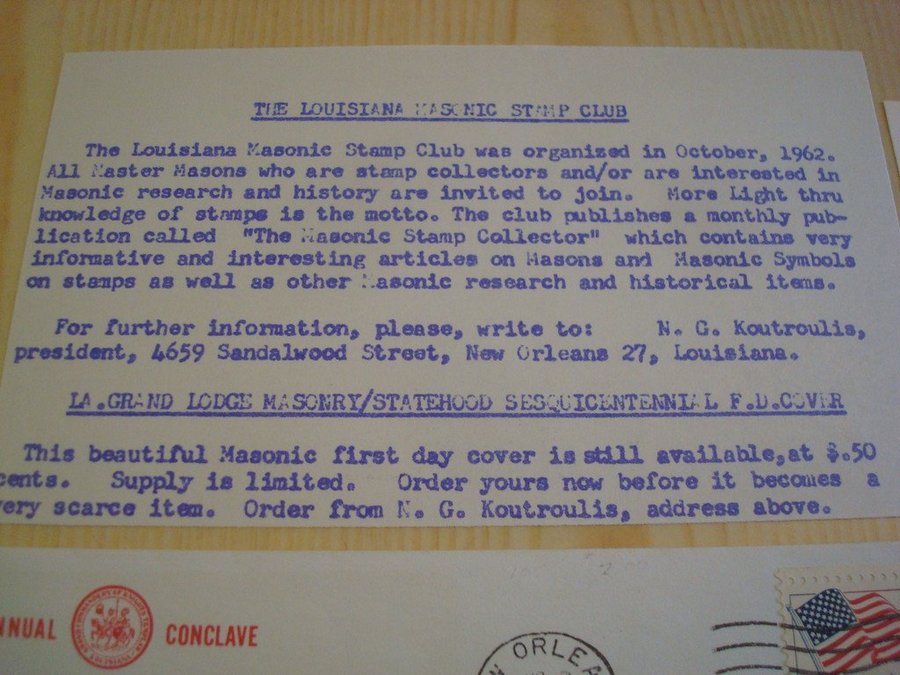 THE LOUISIANA MASONIC STAMP CLUB
The Louisiana Masonic Stamp Club was organized in October, 1962.
All Master Masons who are stamp collectors and/or are interested in
Masonic research and history are invited to join. More Light thru
knowledge of stamps is the motto. The club publishes a monthly pub-
lication called "The Masonic Stamp Collector" which contains very
informative and interesting articles on Masons and Masonic Symbols
on stamps as well as other Masonic research and historical items.
For further information, please, write to: N. G. Koutroulis,
president, 4659 Sandalwood Street, New Orleans 27, Louisiana.
LA.GRAND LODGE MASONRY/STATEHOOD SESQUICENTENNIAL F.D.COVER
This beautiful Masonic first day cover is still available,at $.50
cents. Supply is limited. Order yours now before it becomes a
very scarce item. Order from N. G. Koutroulis, address above.
NNUAL CONCLAVE
ORLEA